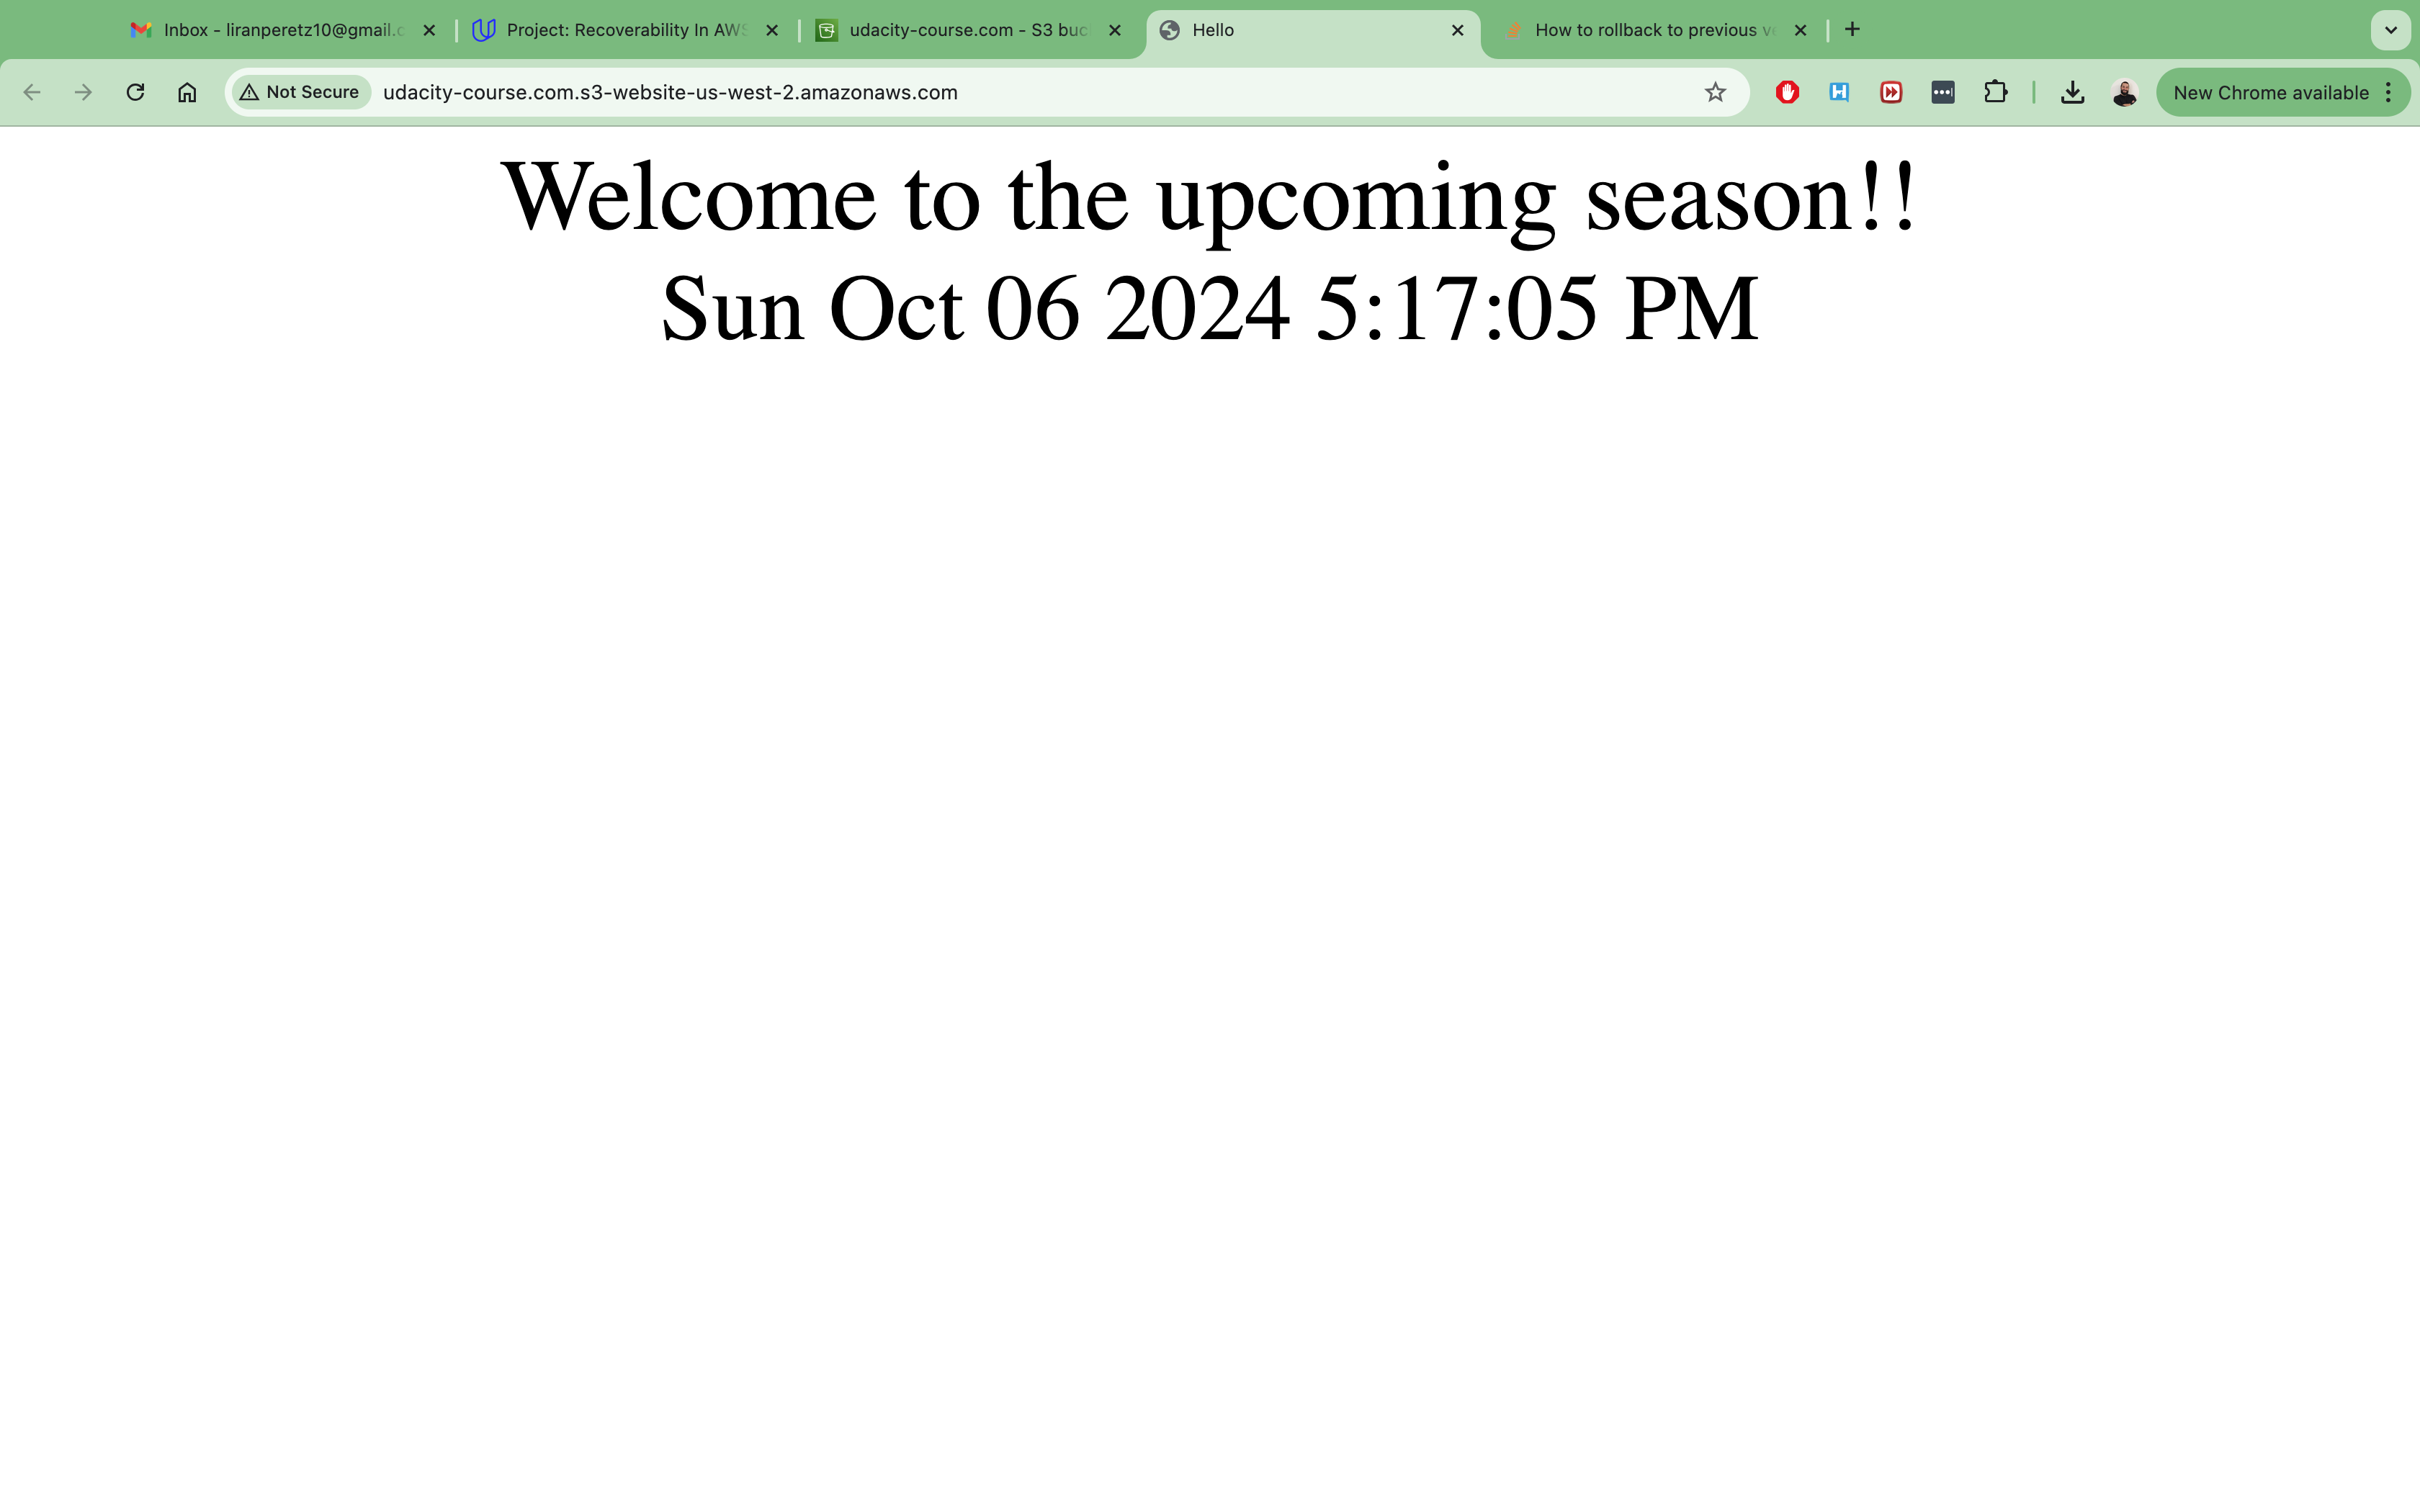 Inbox - liranperetz10@gmail.c
Project: Recoverability In AWS
udacity-course.com - S3 buc
Hello
How to rollback to previous ve
Not Secure
udacity-course.com.s3-website-us-west-2.amazonaws.com
New Chrome available
Welcome to the upcoming season!!
Sun Oct 06 2024 5:17:05 PM